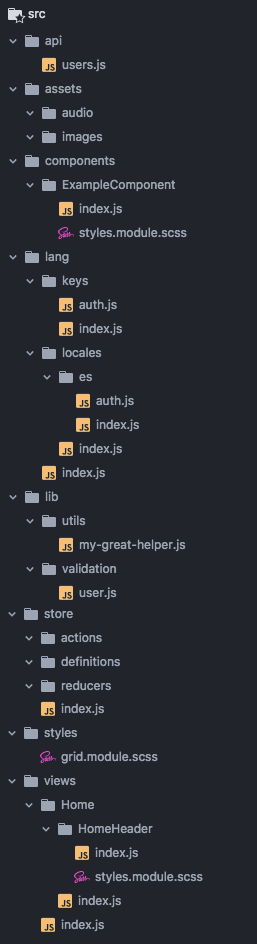 src
api
JS users.js
assets
audio
images
components
ExampleComponent
JS index.js
Sass styles.module.scss
lang
keys
JS auth.js
JS index.js
locales
es
JS auth.js
JS index.js
JS index.js
JS index.js
lib
utils
JS my-great-helper.js
validation
JS user.js
store
actions
definitions
reducers
JS index.js
styles
Sass grid.module.scss
views
Home
HomeHeader
JS index.js
Sass styles.module.scss
JS index.js
JS index.js